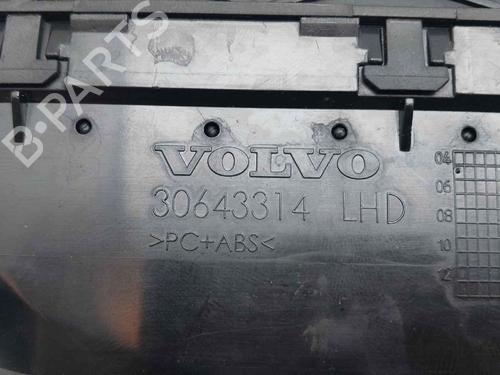 B-PARTS
VOLVO
30643314 LHD
>PC+ABS<
04
06
08
10
12